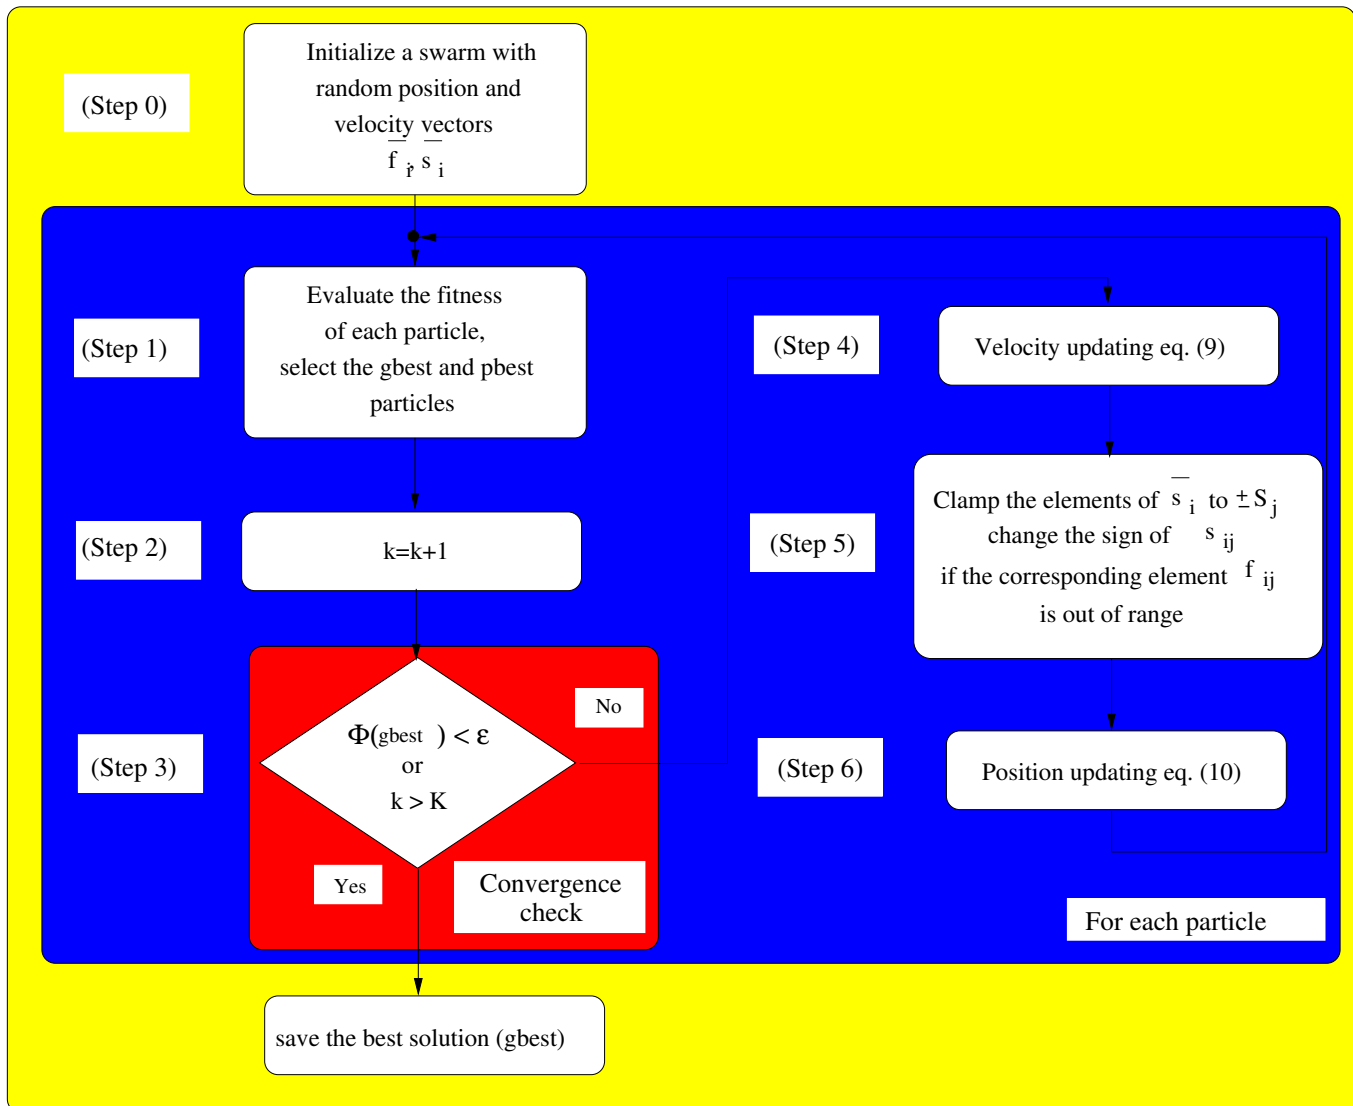 (Step 0)
Initialize a swarm with
random position and
velocity vectors
f̅ i, s̅ i
(Step 1)
Evaluate the fitness
of each particle,
select the gbest and pbest
particles
(Step 2)
k=k+1
(Step 3)
Φ(gbest ) < ε
or
k > K
No
Yes
Convergence
check
(Step 4)
Velocity updating eq. (9)
(Step 5)
Clamp the elements of s̅ i to ±S j
change the sign of s ij
if the corresponding element f ij
is out of range
(Step 6)
Position updating eq. (10)
For each particle
save the best solution (gbest)